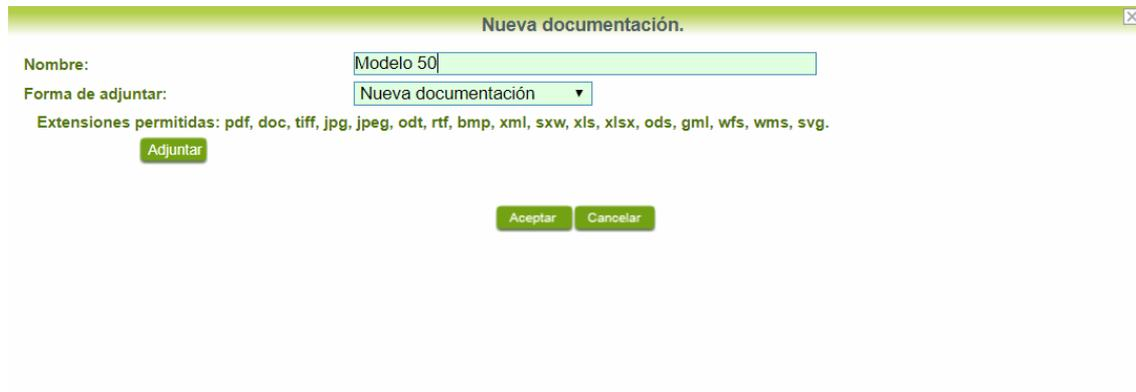 Nueva documentación.
Nombre: Modelo 50
Forma de adjuntar: Nueva documentación
Extensiones permitidas: pdf, doc, tiff, jpg, jpeg, odt, rtf, bmp, xml, sxw, xls, xlsx, ods, gml, wfs, wms, svg.
Adjuntar
Aceptar Cancelar